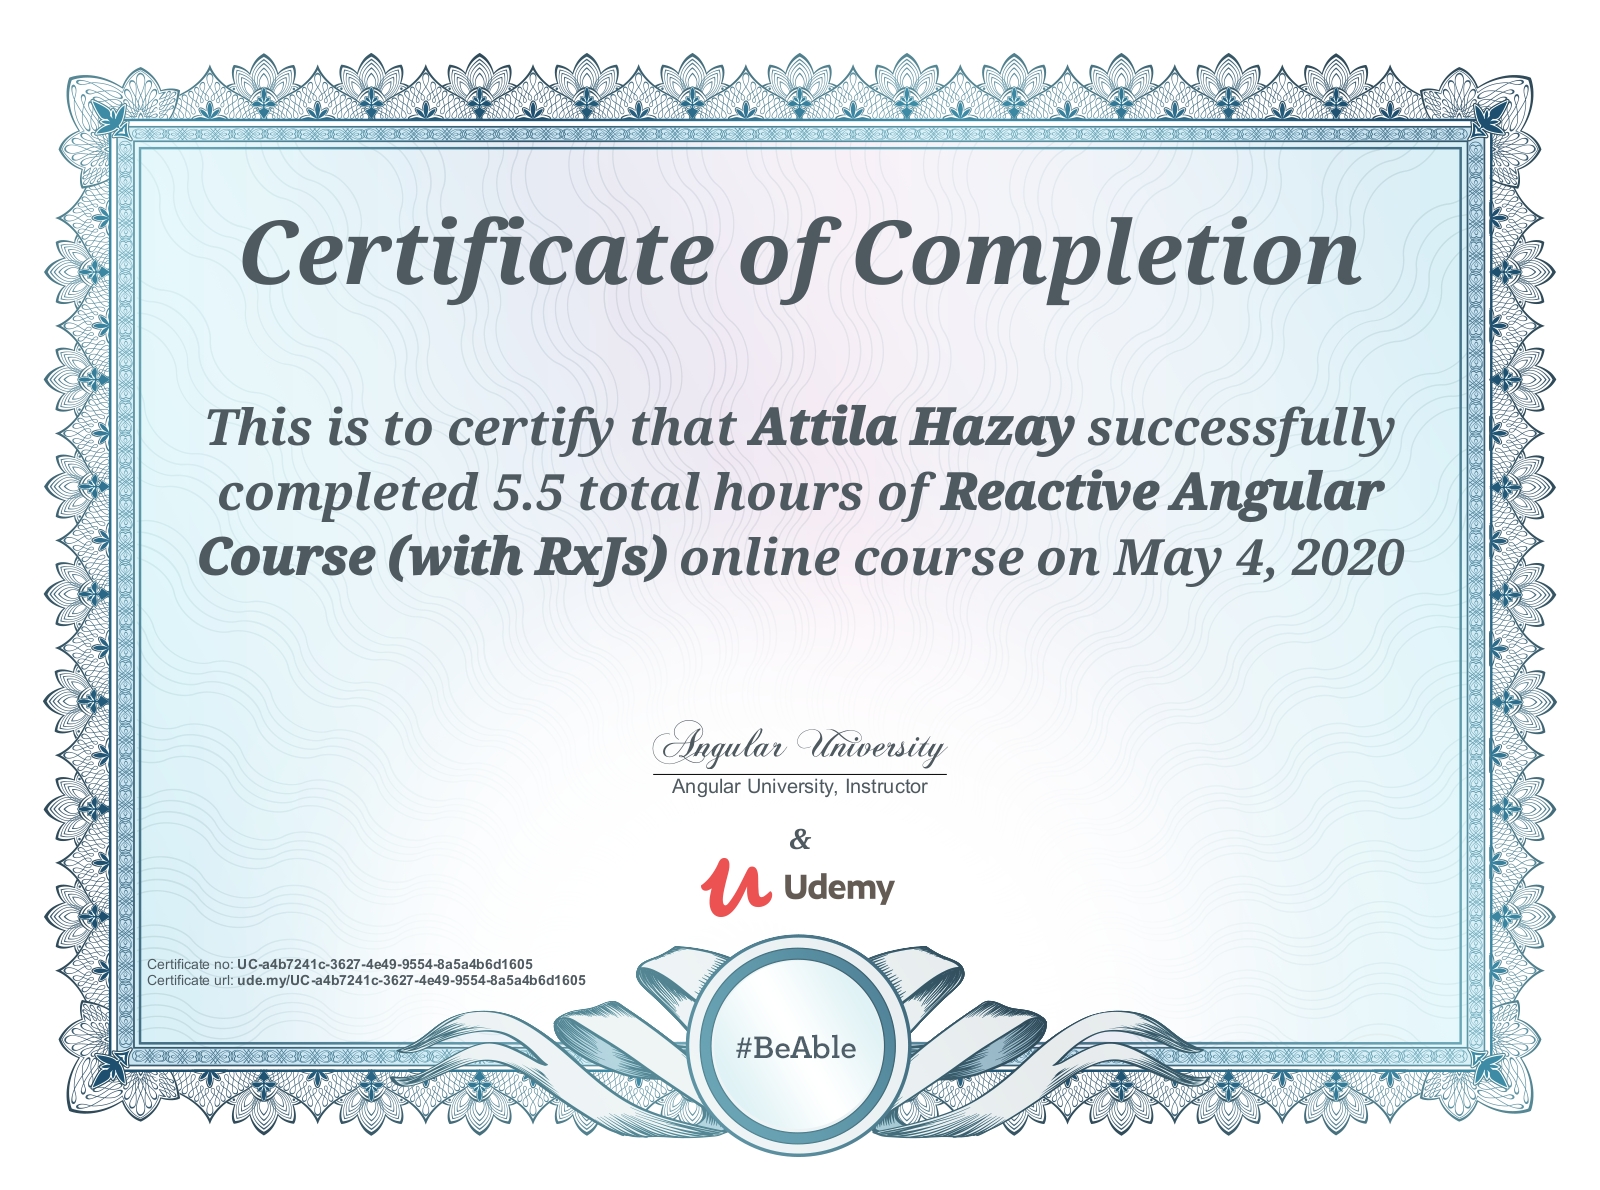 Certificate of Completion
This is to certify that Attila Hazay successfully
completed 5.5 total hours of Reactive Angular
Course (with RxJs) online course on May 4, 2020
Angular University
Angular University, Instructor
&
Udemy
Certificate no: UC-a4b7241c-3627-4e49-9554-8a5a4b6d1605
Certificate url: ude.my/UC-a4b7241c-3627-4e49-9554-8a5a4b6d1605
#BeAble